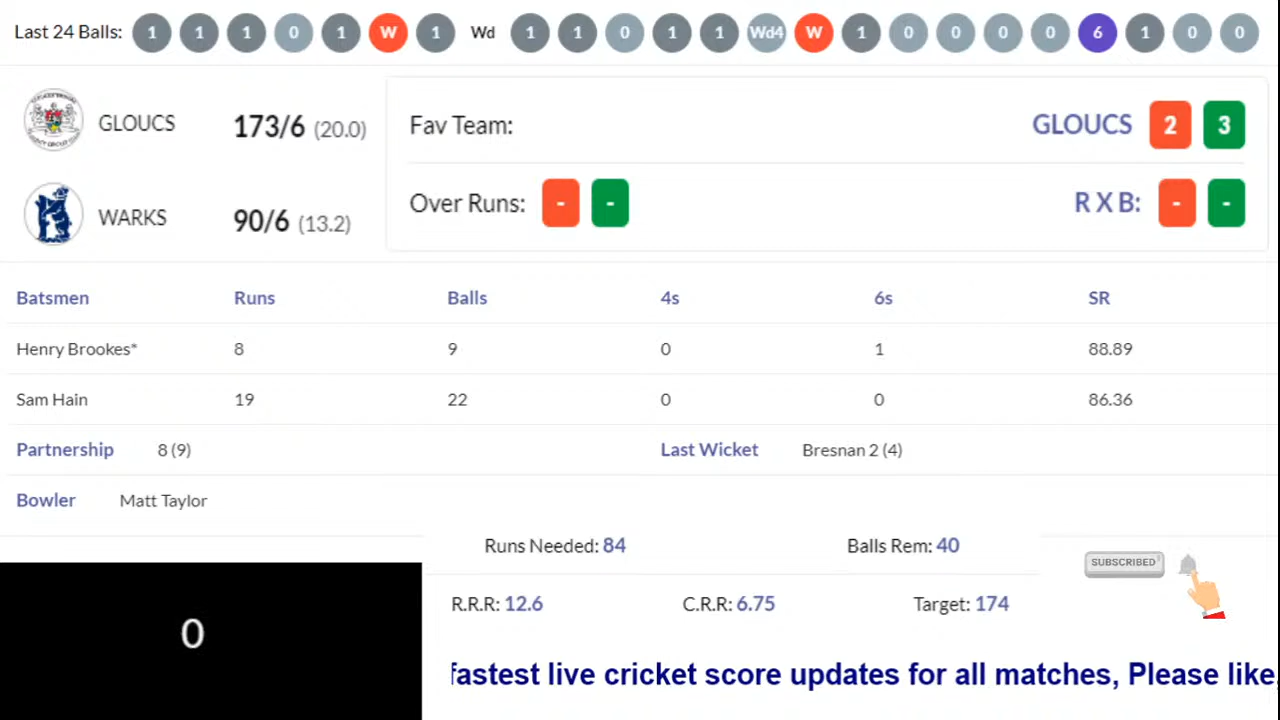 Last 24 Balls: 1 1 1 0 1 W 1 Wd 1 1 0 1 1 Wd4 W 1 0 0 0 0 6 1 0 0
GLOUCS 173/6 (20.0)
Fav Team: GLOUCS 2 3
WARKS 90/6 (13.2)
Over Runs: - - R X B: - -
Batsmen Runs Balls 4s 6s SR
Henry Brookes* 8 9 0 1 88.89
Sam Hain 19 22 0 0 86.36
Partnership 8 (9) Last Wicket Bresnan 2 (4)
Bowler Matt Taylor
Runs Needed: 84 Balls Rem: 40
SUBSCRIBED
R.R.R: 12.6 C.R.R: 6.75 Target: 174
0
fastest live cricket score updates for all matches, Please like,